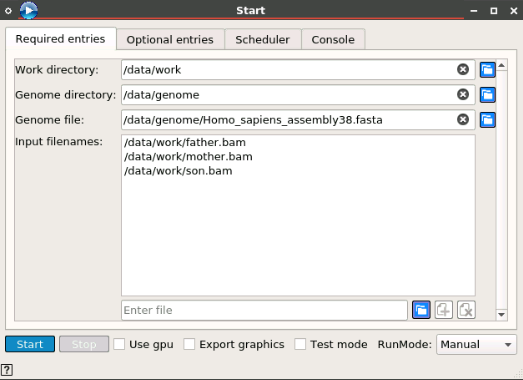 Start
Required entries Optional entries Scheduler Console
Work directory: /data/work
Genome directory: /data/genome
Genome file: /data/genome/Homo_sapiens_assembly38.fasta
Input filenames: /data/work/father.bam
/data/work/mother.bam
/data/work/son.bam
Enter file
Start Stop Use gpu Export graphics Test mode RunMode: Manual
?